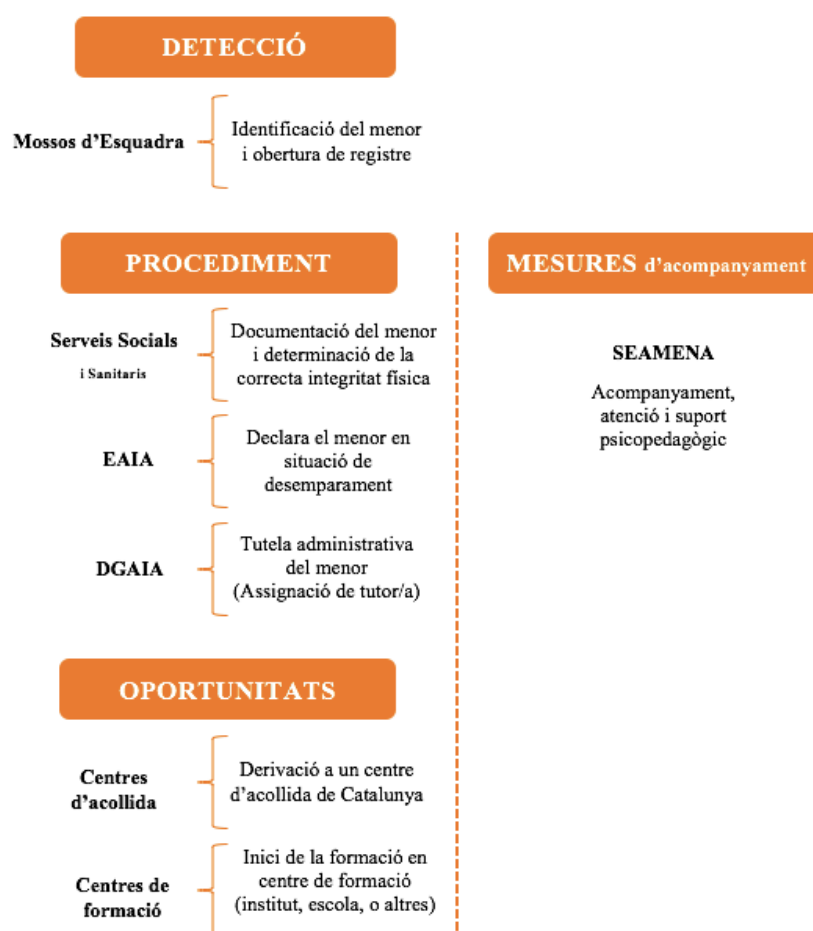 DETECCIÓ
Mossos d'Esquadra
Identificació del menor
i obertura de registre
PROCEDIMENT
Serveis Socials
i Sanitaris
Documentació del menor
i determinació de la
correcta integritat física
EAIA
Declara el menor en
situació de
desemparament
DGAIA
Tutela administrativa
del menor
(Assignació de tutor/a)
MESURES d'acompanyament
SEAMENA
Acompanyament,
atenció i suport
psicopedagògic
OPORTUNITATS
Centres
d'acollida
Derivació a un centre
d'acollida de Catalunya
Centres de
formació
Inici de la formació en
centre de formació
(institut, escola, o altres)